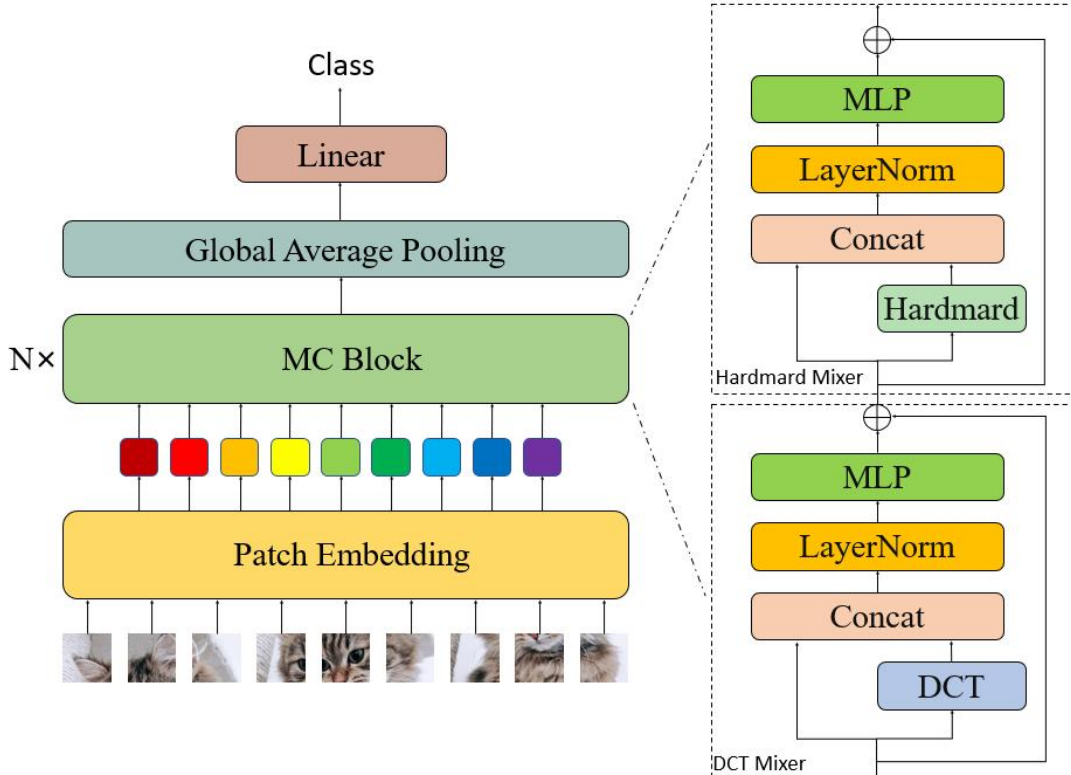 Class
Linear
Global Average Pooling
N×
MC Block
Patch Embedding
MLP
LayerNorm
Concat
Hardmard
Hardmard Mixer
MLP
LayerNorm
Concat
DCT
DCT Mixer